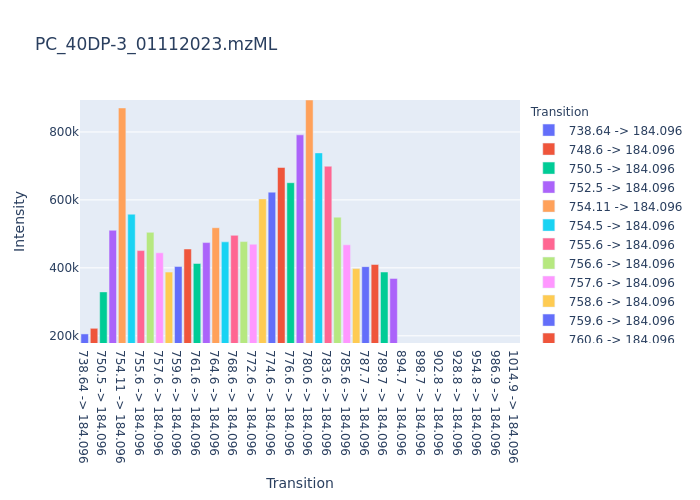 PC_40DP-3_01112023.mzML
Intensity
800k
600k
400k
200k
738.64 -> 184.096
750.5 -> 184.096
754.11 -> 184.096
755.6 -> 184.096
757.6 -> 184.096
759.6 -> 184.096
761.6 -> 184.096
764.6 -> 184.096
768.6 -> 184.096
772.6 -> 184.096
774.6 -> 184.096
776.6 -> 184.096
780.6 -> 184.096
783.6 -> 184.096
785.6 -> 184.096
787.7 -> 184.096
789.7 -> 184.096
894.7 -> 184.096
898.7 -> 184.096
902.8 -> 184.096
928.8 -> 184.096
954.8 -> 184.096
986.9 -> 184.096
1014.9 -> 184.096
Transition
Transition
738.64 -> 184.096
748.6 -> 184.096
750.5 -> 184.096
752.5 -> 184.096
754.11 -> 184.096
754.5 -> 184.096
755.6 -> 184.096
756.6 -> 184.096
757.6 -> 184.096
758.6 -> 184.096
759.6 -> 184.096
760.6 -> 184.096